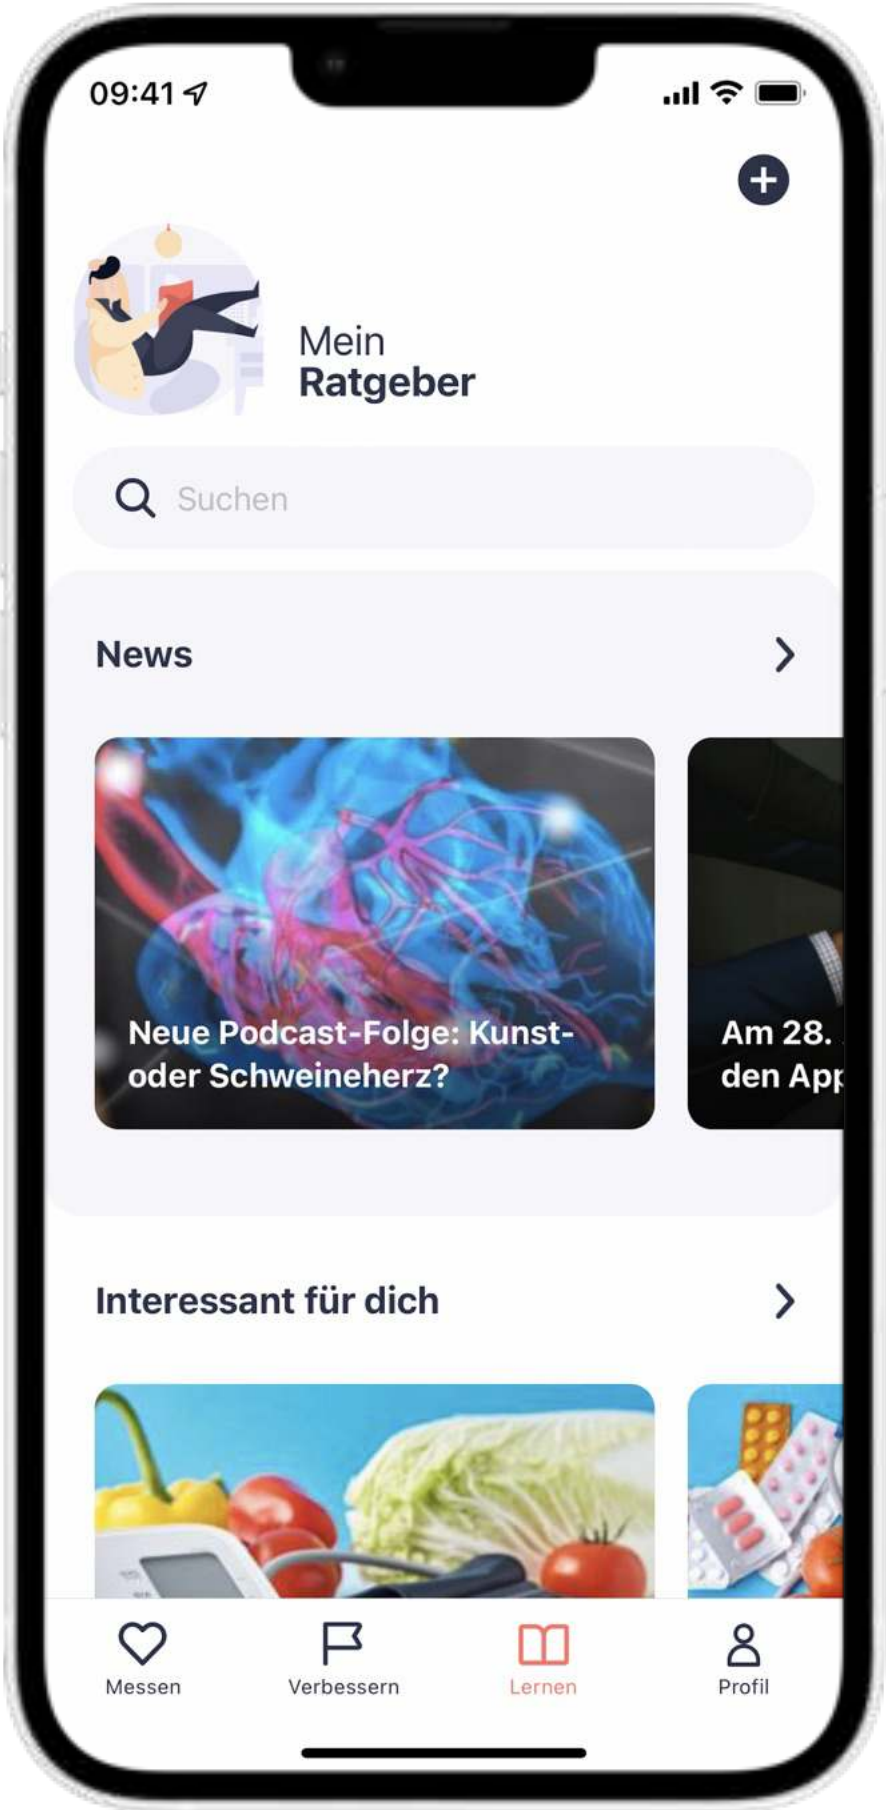 09:41
Mein
Ratgeber
Suchen
News
Neue Podcast-Folge: Kunst-
oder Schweineherz?
Am 28.
den App
Interessant für dich
Messen
Verbessern
Lernen
Profil